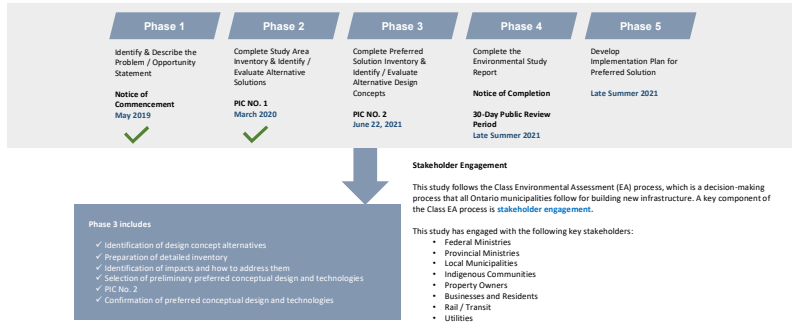 Phase 1
Identify & Describe the
Problem / Opportunity
Statement
Notice of
Commencement
May 2019
Phase 2
Complete Study Area
Inventory & Identify /
Evaluate Alternative
Solutions
PIC NO. 1
March 2020
Phase 3
Complete Preferred
Solution Inventory &
Identify / Evaluate
Alternative Design
Concepts
PIC NO. 2
June 22, 2021
Phase 4
Complete the
Environmental Study
Report
Notice of Completion
30-Day Public Review
Period
Late Summer 2021
Phase 5
Develop
Implementation Plan for
Preferred Solution
Late Summer 2021
Phase 3 includes
✓ Identification of design concept alternatives
✓ Preparation of detailed inventory
✓ Identification of impacts and how to address them
✓ Selection of preliminary preferred conceptual design and technologies
✓ PIC No. 2
✓ Confirmation of preferred conceptual design and technologies
Stakeholder Engagement
This study follows the Class Environmental Assessment (EA) process, which is a decision-making
process that all Ontario municipalities follow for building new infrastructure. A key component of
the Class EA process is stakeholder engagement.
This study has engaged with the following key stakeholders:
• Federal Ministries
• Provincial Ministries
• Local Municipalities
• Indigenous Communities
• Property Owners
• Businesses and Residents
• Rail / Transit
• Utilities